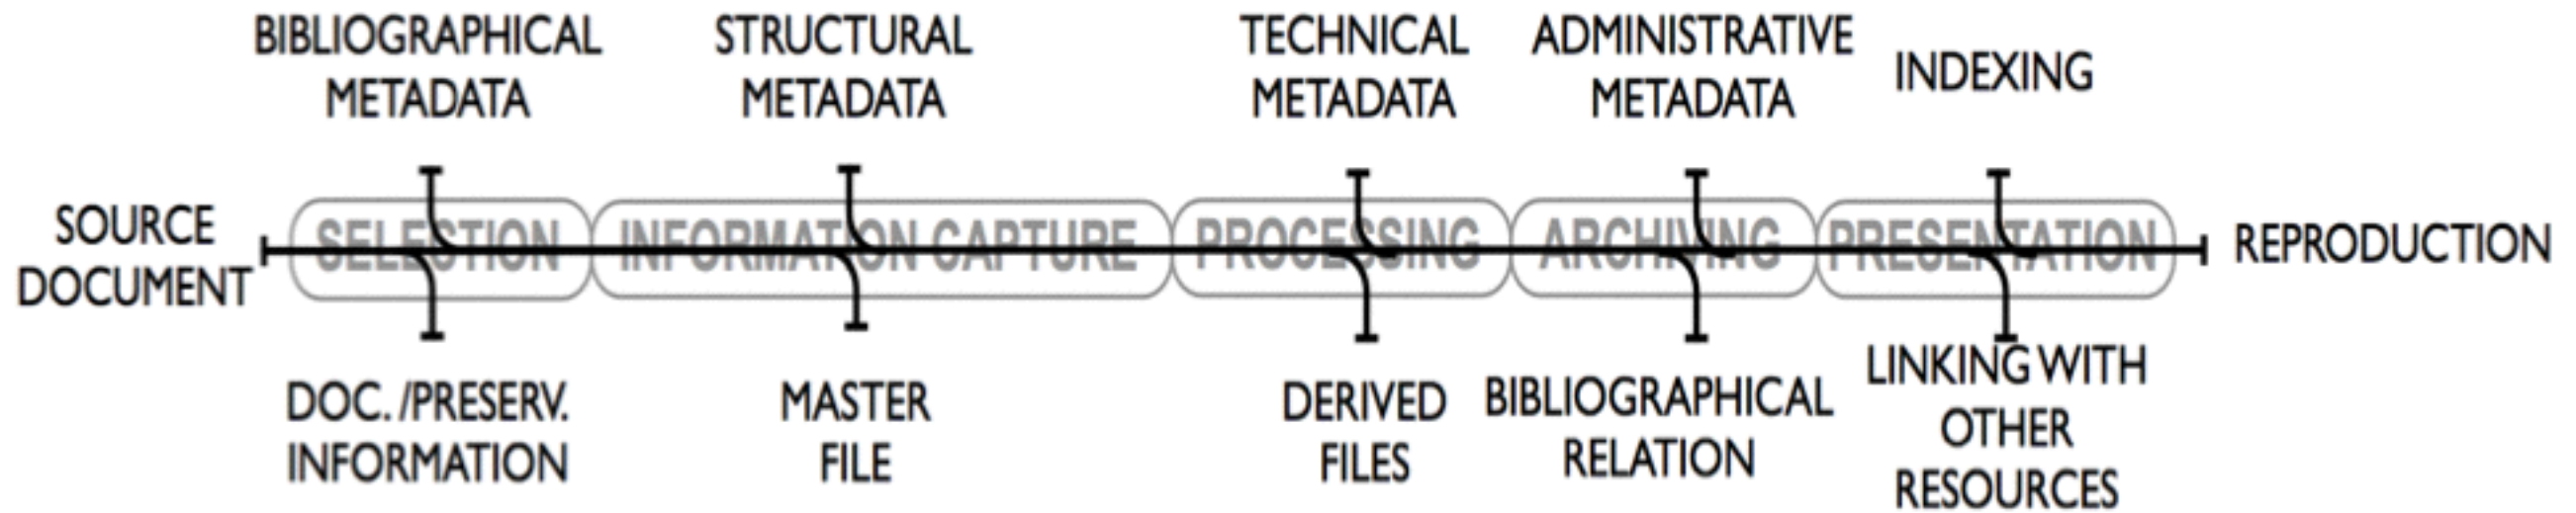 BIBLIOGRAPHICAL
METADATA
STRUCTURAL
METADATA
TECHNICAL
METADATA
ADMINISTRATIVE
METADATA
INDEXING
SOURCE
DOCUMENT
SELECTION
INFORMATION CAPTURE
PROCESSING
ARCHIVING
PRESENTATION
REPRODUCTION
DOC. /PRESERV.
INFORMATION
MASTER
FILE
DERIVED
FILES
BIBLIOGRAPHICAL
RELATION
LINKING WITH
OTHER
RESOURCES